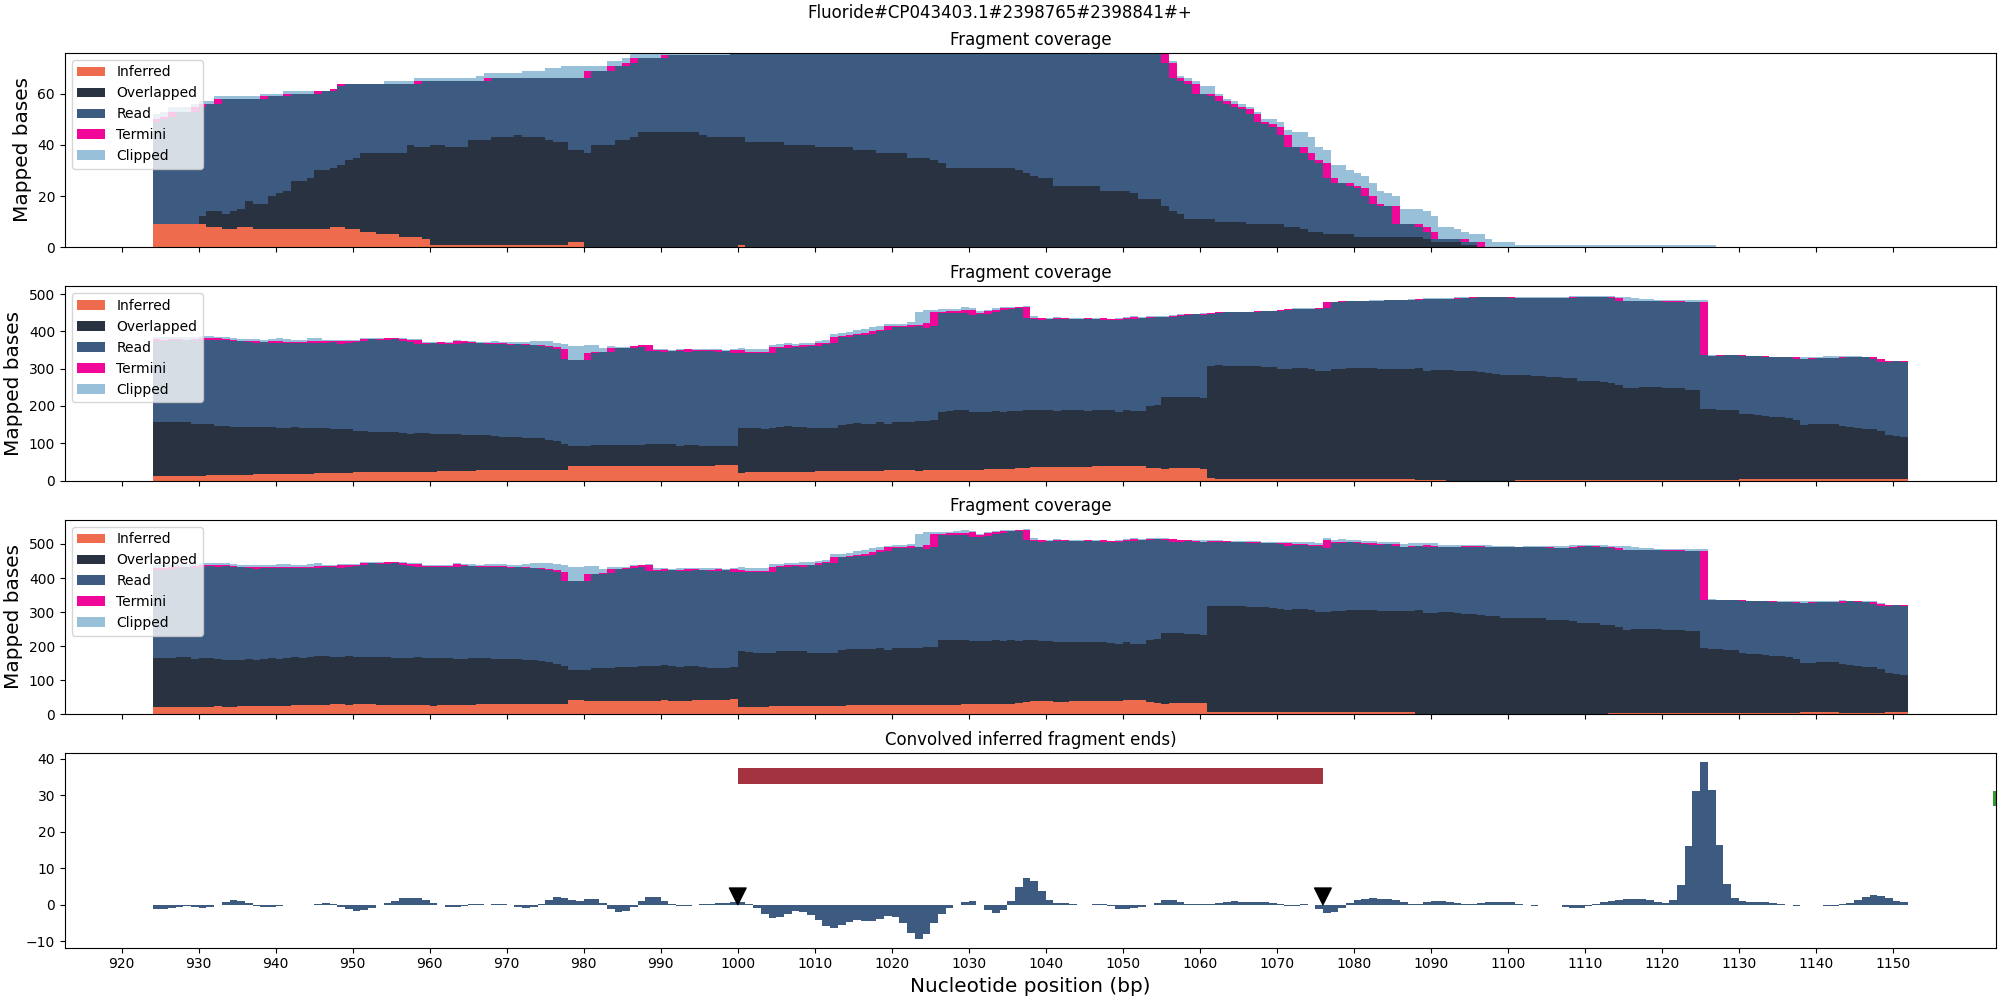 Fluoride#CP043403.1#2398765#2398841#+
Fragment coverage
Mapped bases
60
40
20
0
Inferred
Overlapped
Read
Termini
Clipped
Fragment coverage
Mapped bases
500
400
300
200
100
0
Inferred
Overlapped
Read
Termini
Clipped
Fragment coverage
Mapped bases
500
400
300
200
100
0
Inferred
Overlapped
Read
Termini
Clipped
Convolved inferred fragment ends)
40
30
20
10
0
−10
920 930 940 950 960 970 980 990 1000 1010 1020 1030 1040 1050 1060 1070 1080 1090 1100 1110 1120 1130 1140 1150
Nucleotide position (bp)